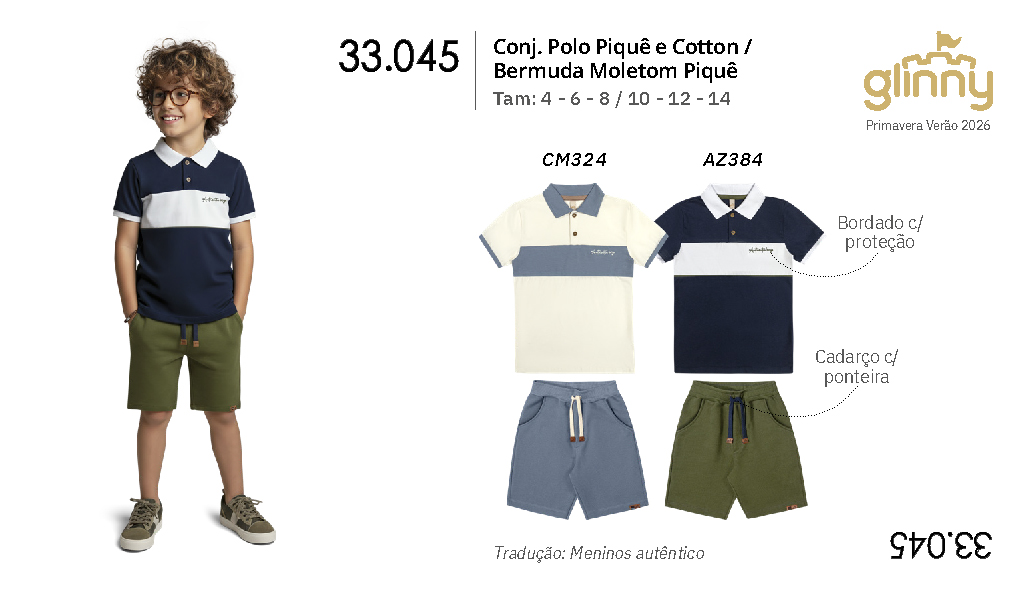 33.045
Conj. Polo Piquê e Cotton /
Bermuda Moletom Piquê
Tam: 4 - 6 - 8 / 10 - 12 - 14
glinny
Primavera Verão 2026
CM324
AZ384
Bordado c/
proteção
Cadarço c/
ponteira
Tradução: Meninos autêntico
33.045